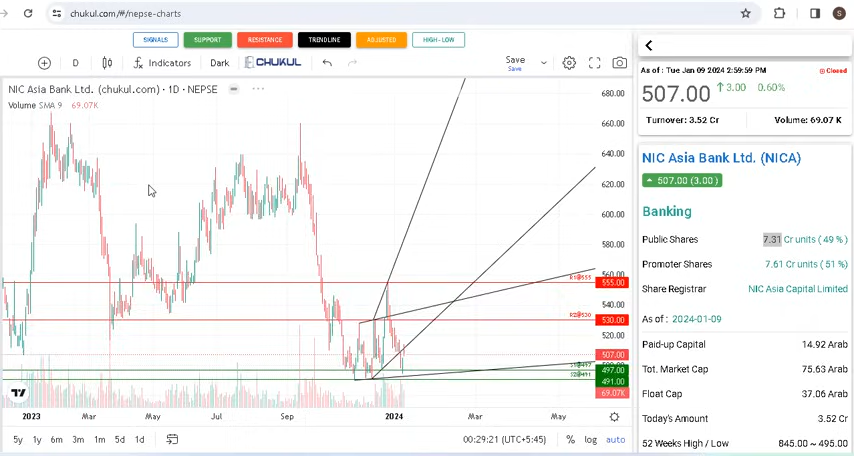 chukul.com/#/nepse-charts
S
SIGNALS SUPPORT RESISTANCE TRENDLINE ADJUSTED HIGH-LOW
D Indicators Dark CHUKUL Save
Save
NIC Asia Bank Ltd. (chukul.com) · 1D · NEPSE
Volume SMA 9 69.07K
680.00
660.00
640.00
620.00
600.00
580.00
560.00
R1@555 555.00
540.00
R2@530 530.00
507.00
S1@497 497.00
S2@491 491.00
69.07K
2023 Mar May Jul Sep 2024 Mar May
5y 1y 6m 3m 1m 5d 1d 00:29:21 (UTC+5:45) % log auto
As of : Tue Jan 09 2024 2:59:59 PM Closed
507.00 3.00 0.60%
Turnover: 3.52 Cr Volume: 69.07 K
NIC Asia Bank Ltd. (NICA)
507.00 (3.00 )
Banking
Public Shares 7.31 Cr units ( 49 % )
Promoter Shares 7.61 Cr units ( 51 %)
Share Registrar NIC Asia Capital Limited
As of : 2024-01-09
Paid-up Capital 14.92 Arab
Tot. Market Cap 75.63 Arab
Float Cap 37.06 Arab
Today's Amount 3.52 Cr
52 Weeks High / Low 845.00 ~ 495.00